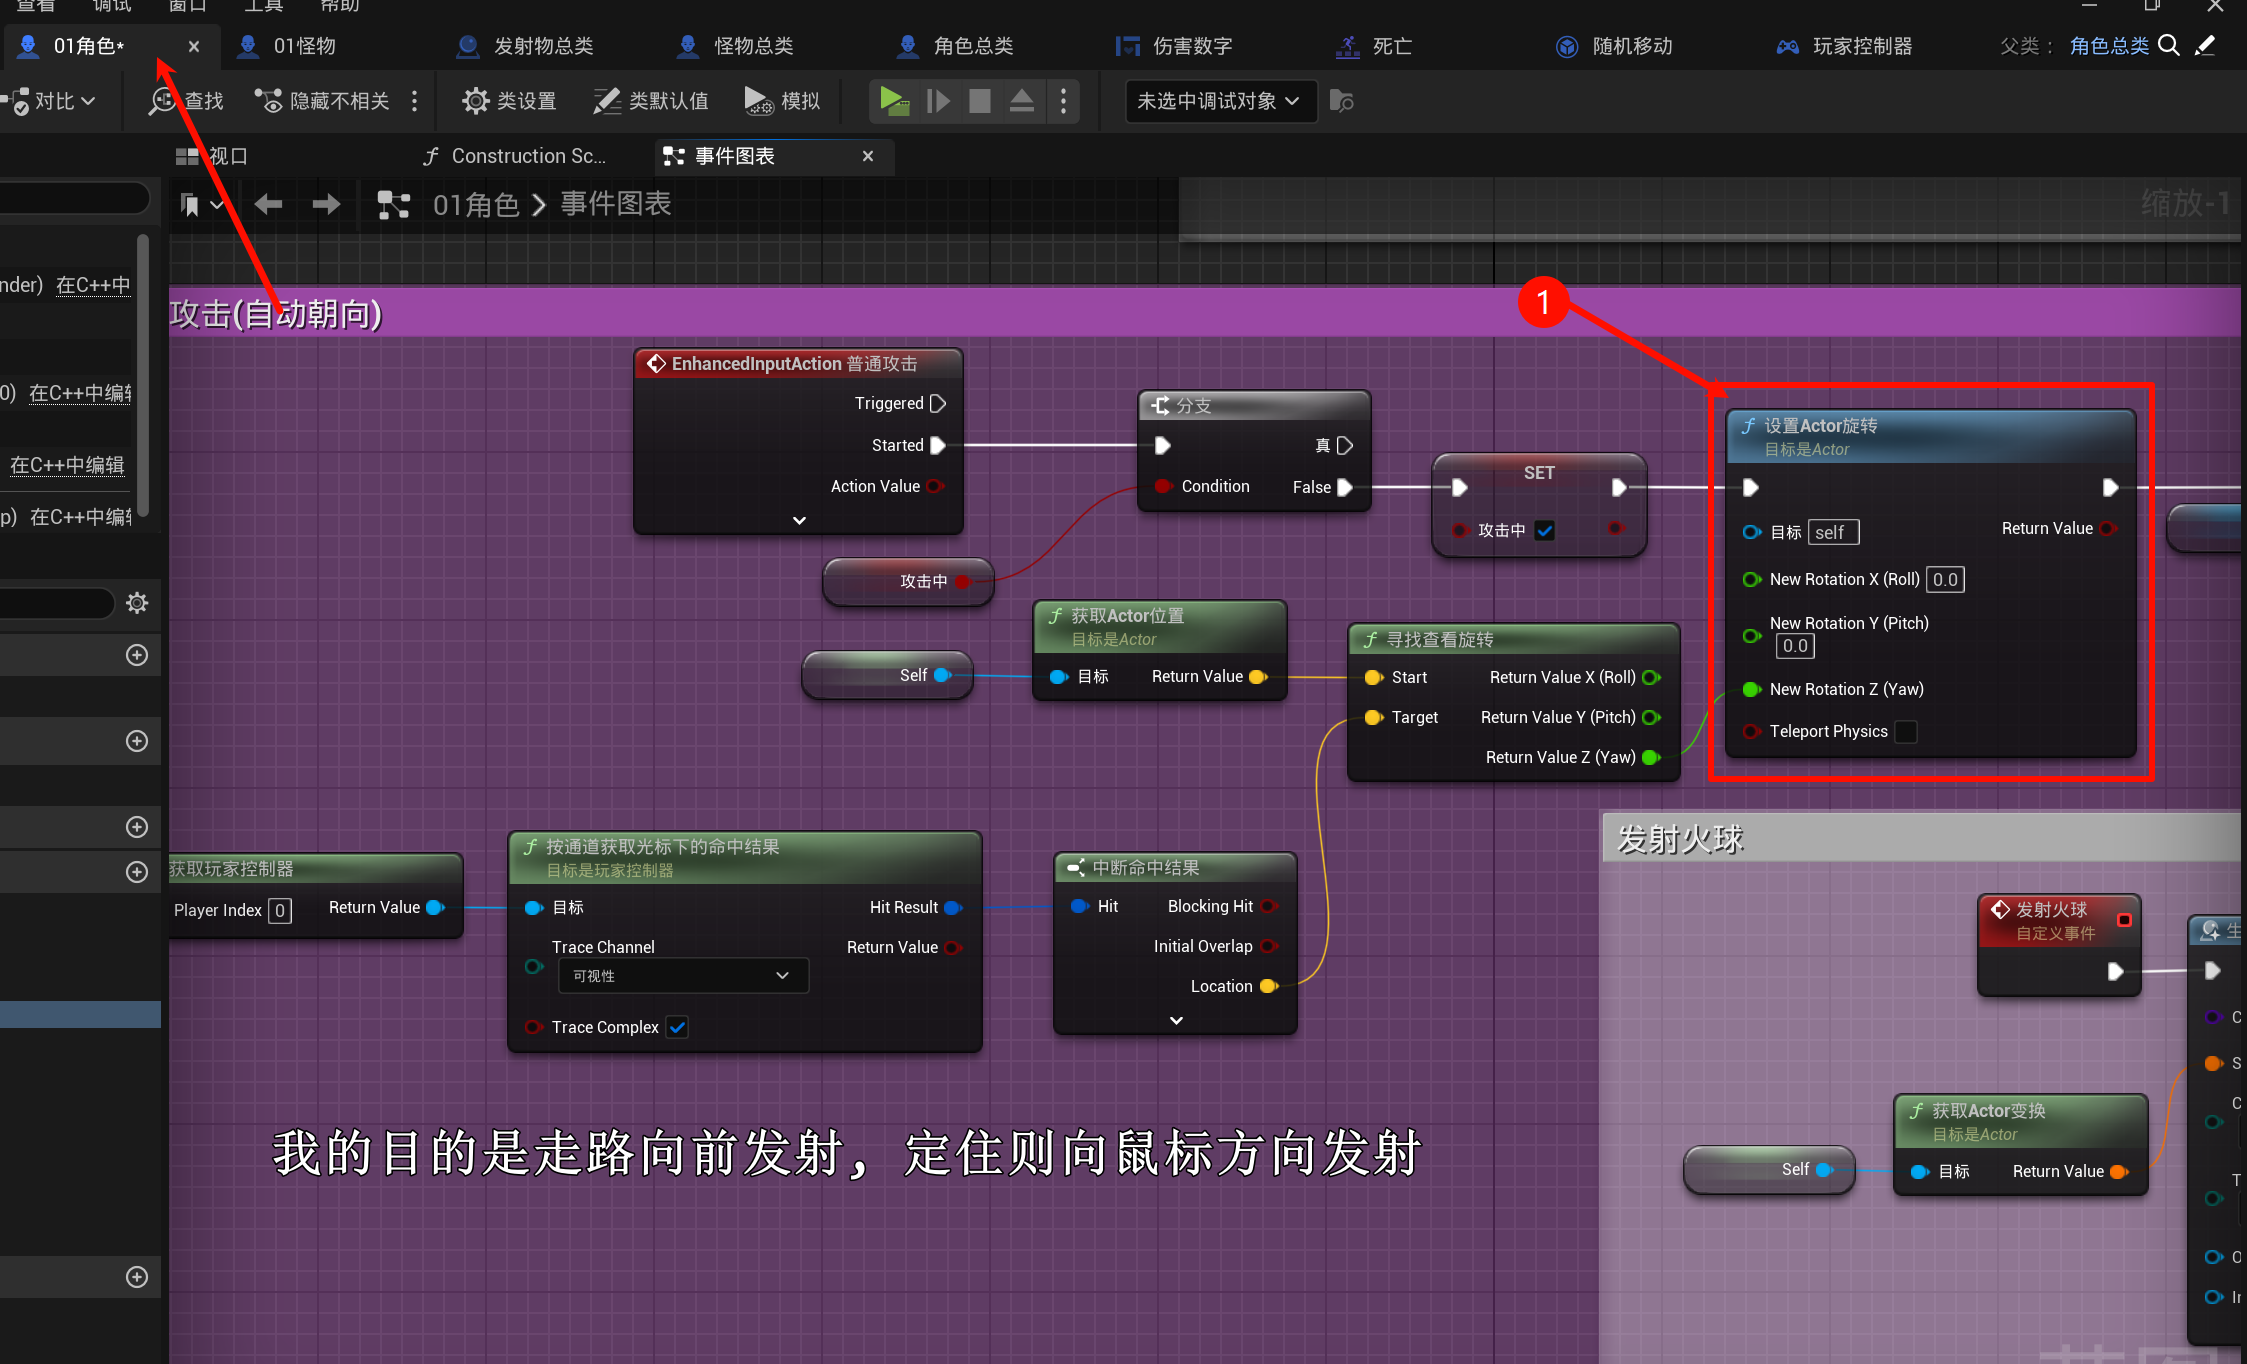 查看 调试 窗口 工具 帮助
01角色* 01怪物 发射物总类 怪物总类 角色总类 伤害数字 死亡 随机移动 玩家控制器 父类： 角色总类
对比 查找 隐藏不相关 类设置 类默认值 模拟 未选中调试对象
视口 Construction Sc... 事件图表
01角色 > 事件图表 缩放-1
nder) 在C++中
0) 在C++中编辑
在C++中编辑
p) 在C++中编辑
攻击(自动朝向)
1
EnhancedInputAction 普通攻击
Triggered
Started
Action Value
分支
真
Condition False
SET
攻击中
设置Actor旋转
目标是Actor
目标 self Return Value
New Rotation X (Roll) 0.0
New Rotation Y (Pitch)
0.0
New Rotation Z (Yaw)
Teleport Physics
攻击中
Self
获取Actor位置
目标是Actor
目标 Return Value
寻找查看旋转
Start Return Value X (Roll)
Target Return Value Y (Pitch)
Return Value Z (Yaw)
获取玩家控制器
Player Index 0 Return Value
按通道获取光标下的命中结果
目标是玩家控制器
目标 Hit Result
Trace Channel Return Value
可视性
Trace Complex
中断命中结果
Hit Blocking Hit
Initial Overlap
Location
发射火球
发射火球
自定义事件
生
C
S
C
T
O
In
Self
获取Actor变换
目标是Actor
目标 Return Value
我的目的是走路向前发射，定住则向鼠标方向发射